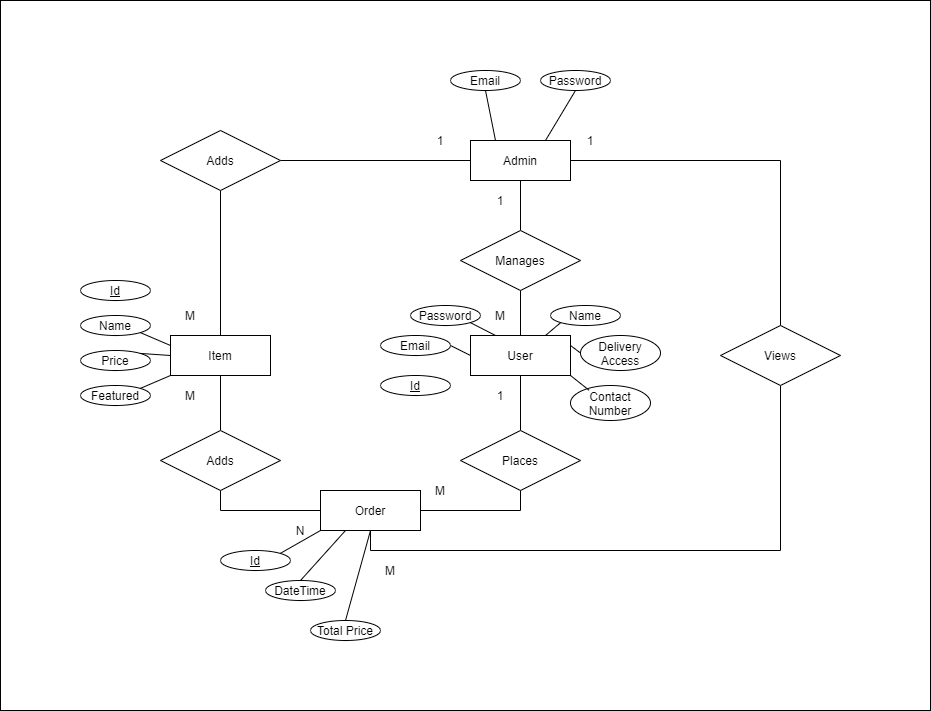 Email
Password
1
1
Adds
Admin
1
Manages
Id
Name
M
Password
M
Name
Price
Item
Email
User
Delivery
Access
Views
Featured
M
Id
1
Contact
Number
Adds
Places
M
Order
N
Id
M
DateTime
Total Price